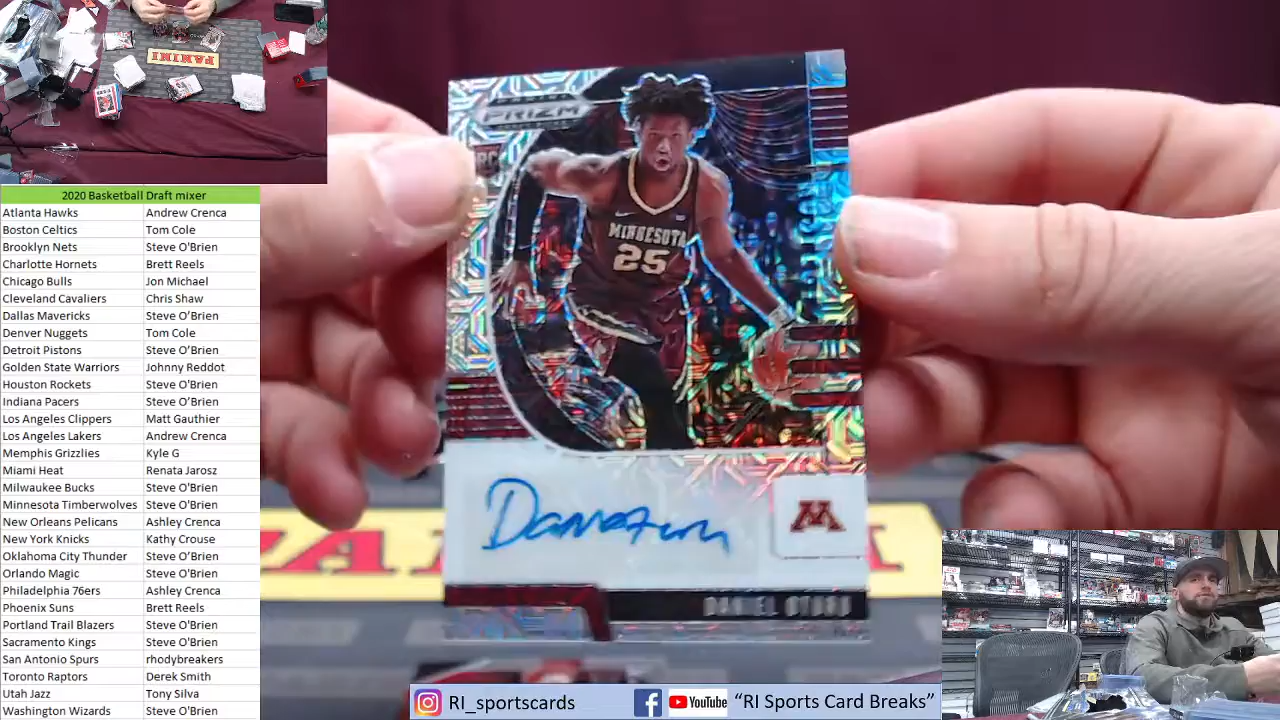 PANINI
2020 Basketball Draft mixer
Atlanta Hawks Andrew Crenca
Boston Celtics Tom Cole
Brooklyn Nets Steve O'Brien
Charlotte Hornets Brett Reels
Chicago Bulls Jon Michael
Cleveland Cavaliers Chris Shaw
Dallas Mavericks Steve O'Brien
Denver Nuggets Tom Cole
Detroit Pistons Steve O'Brien
Golden State Warriors Johnny Reddot
Houston Rockets Steve O'Brien
Indiana Pacers Steve O'Brien
Los Angeles Clippers Matt Gauthier
Los Angeles Lakers Andrew Crenca
Memphis Grizzlies Kyle G
Miami Heat Renata Jarosz
Milwaukee Bucks Steve O'Brien
Minnesota Timberwolves Steve O'Brien
New Orleans Pelicans Ashley Crenca
New York Knicks Kathy Crouse
Oklahoma City Thunder Steve O'Brien
Orlando Magic Steve O'Brien
Philadelphia 76ers Ashley Crenca
Phoenix Suns Brett Reels
Portland Trail Blazers Steve O'Brien
Sacramento Kings Steve O'Brien
San Antonio Spurs rhodybreakers
Toronto Raptors Derek Smith
Utah Jazz Tony Silva
Washington Wizards Steve O'Brien
PRIZM
RC
MINNESOTA
25
M
DANIEL OTURU
RI_sportscards
YouTube "RI Sports Card Breaks"